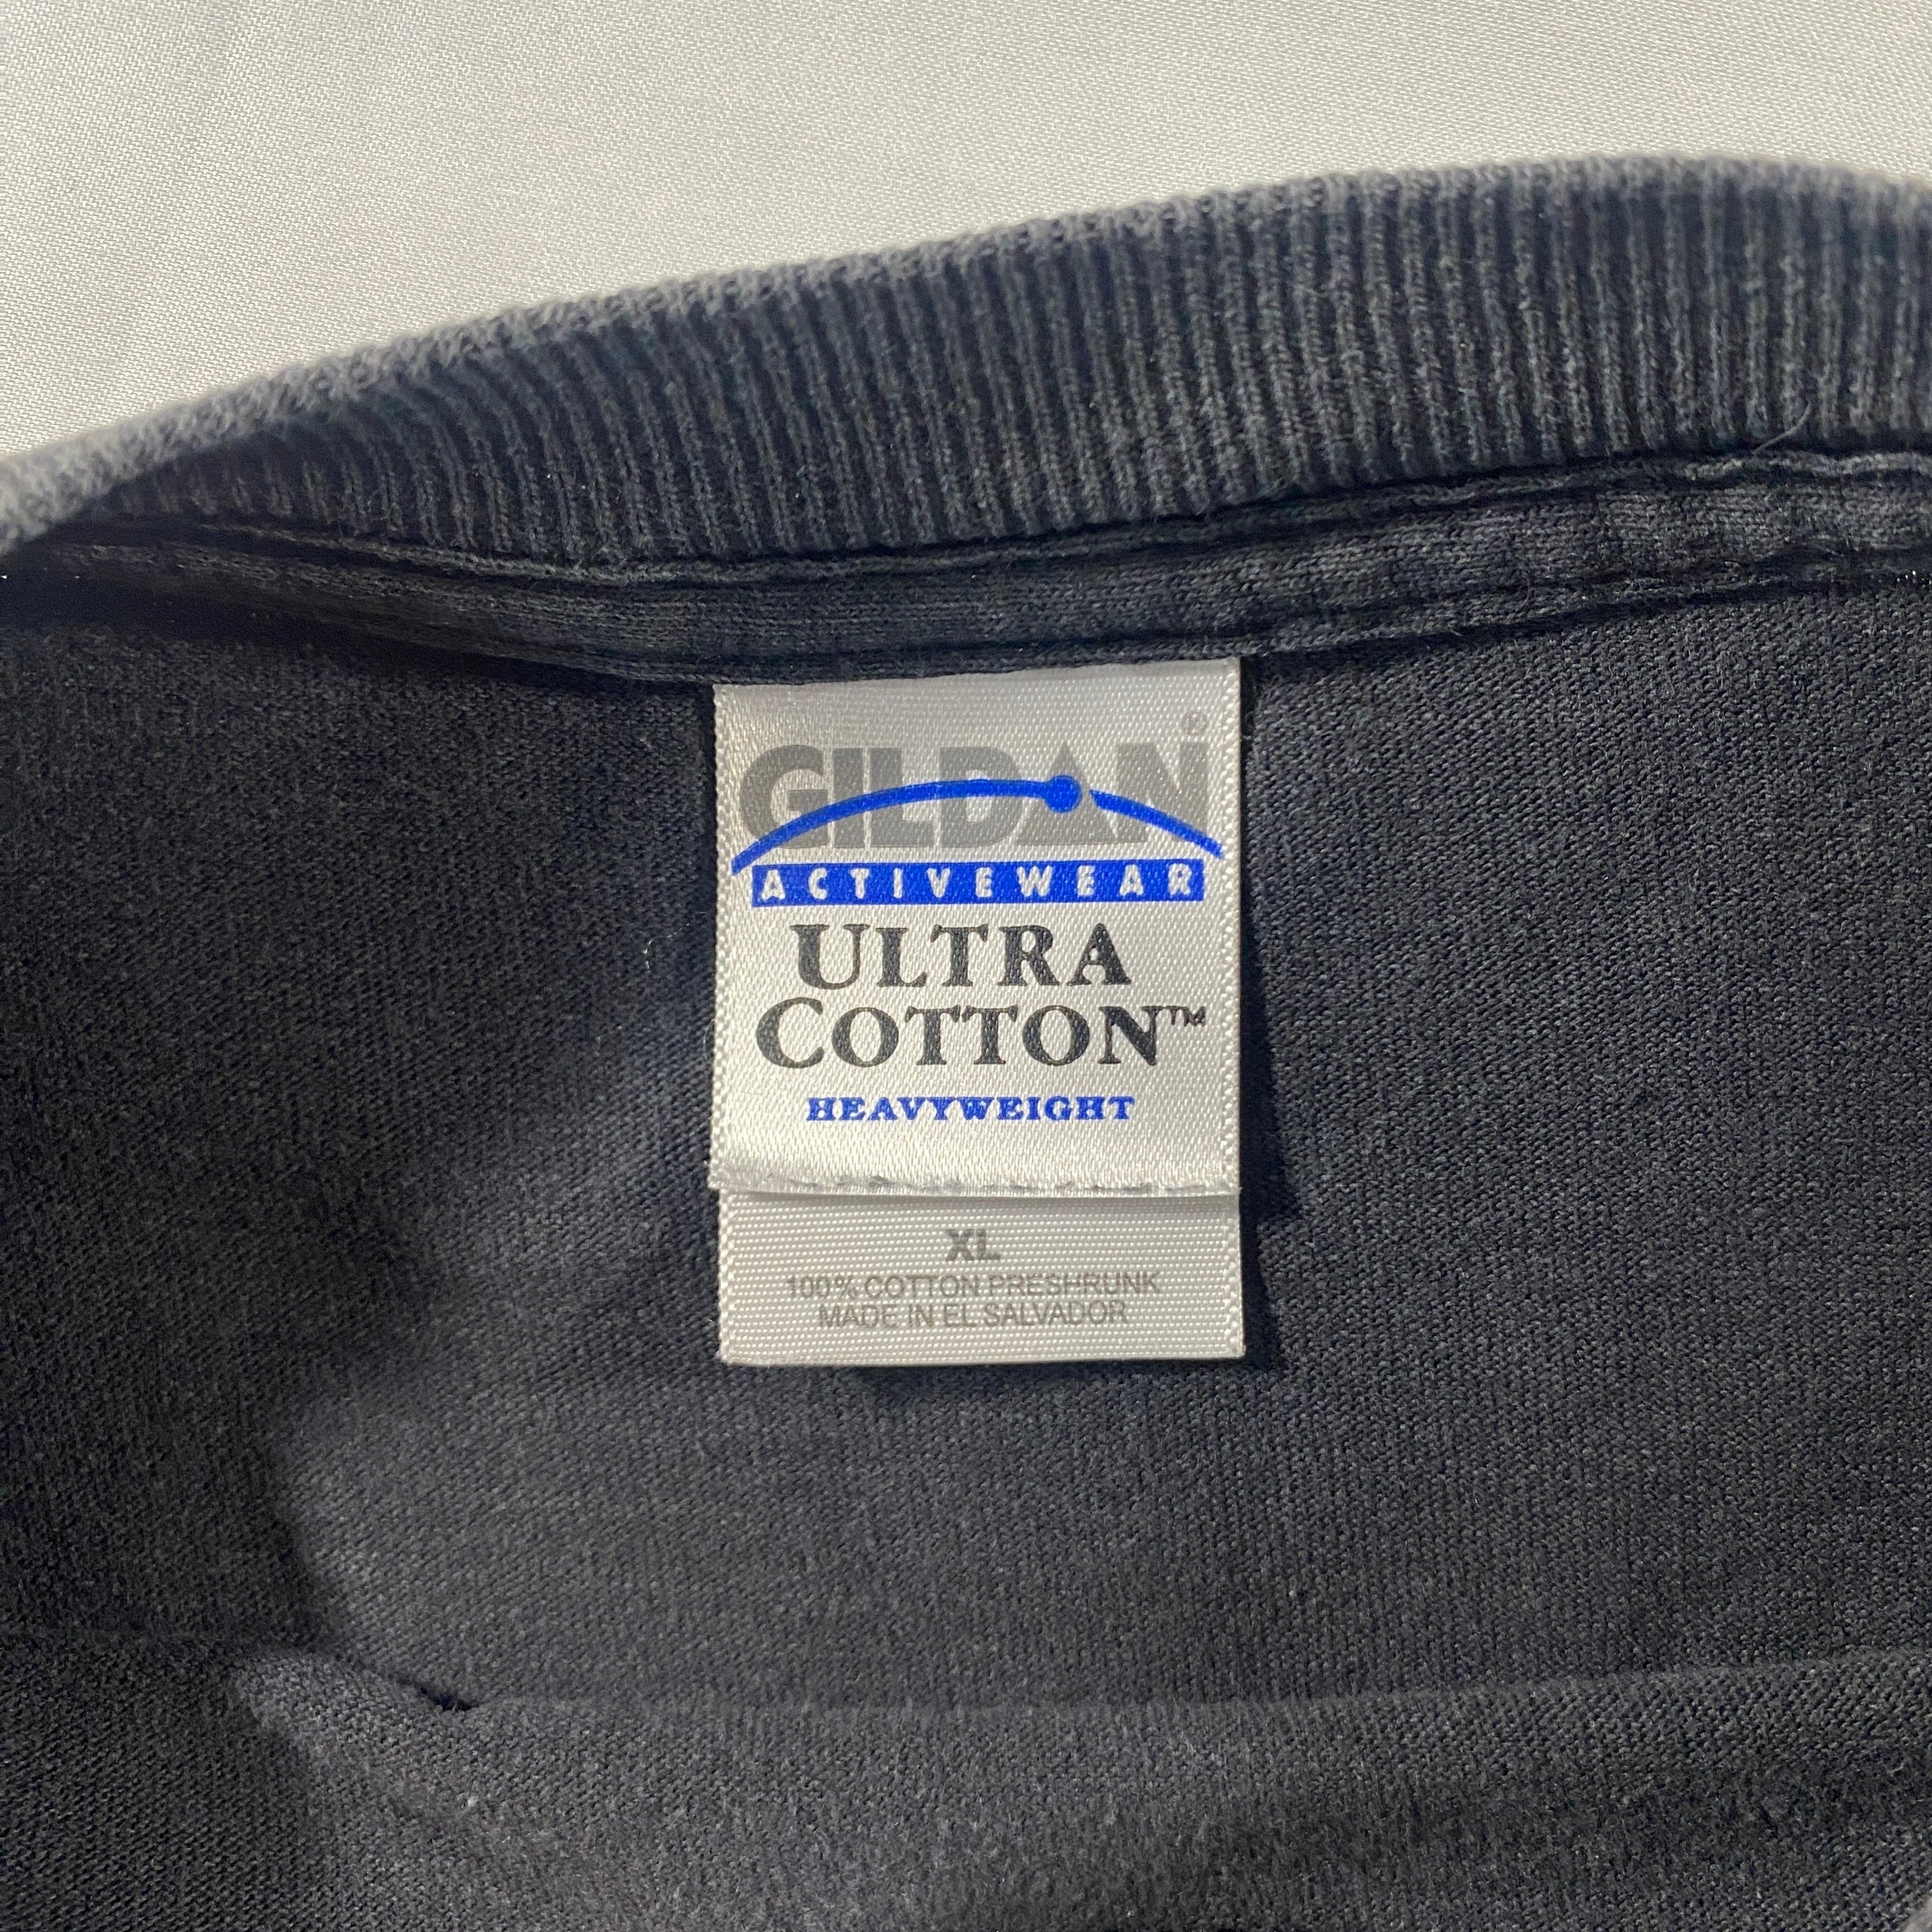 GILDAN®
ACTIVEWEAR
ULTRA
COTTON™
HEAVYWEIGHT
XL
100% COTTON PRESHRUNK
MADE IN EL SALVADOR